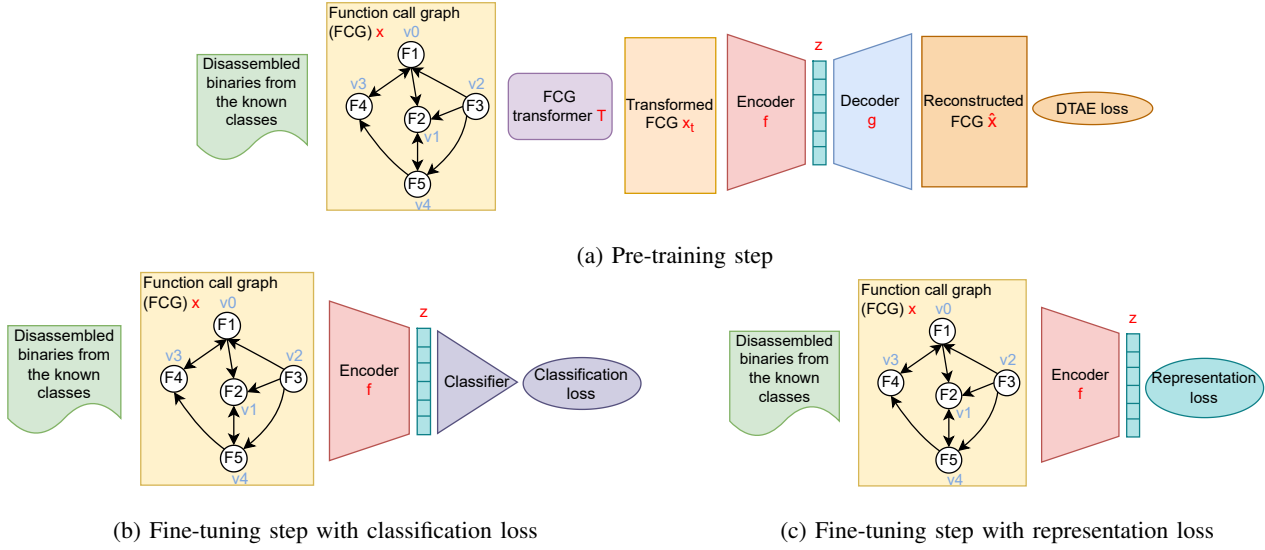 Disassembled
binaries from
the known
classes
Function call graph
(FCG) x
v0
F1
v3
v2
F4
F3
F2
v1
F5
v4
FCG
transformer T
Transformed
FCG xt
Encoder
f
z
Decoder
g
Reconstructed
FCG x̂
DTAE loss
(a) Pre-training step
Disassembled
binaries from
the known
classes
Function call graph
(FCG) x
v0
F1
v3
v2
F4
F3
F2
v1
F5
v4
Encoder
f
z
Classifier
Classification
loss
(b) Fine-tuning step with classification loss
Disassembled
binaries from
the known
classes
Function call graph
(FCG) x
v0
F1
v3
v2
F4
F3
F2
v1
F5
v4
Encoder
f
z
Representation
loss
(c) Fine-tuning step with representation loss